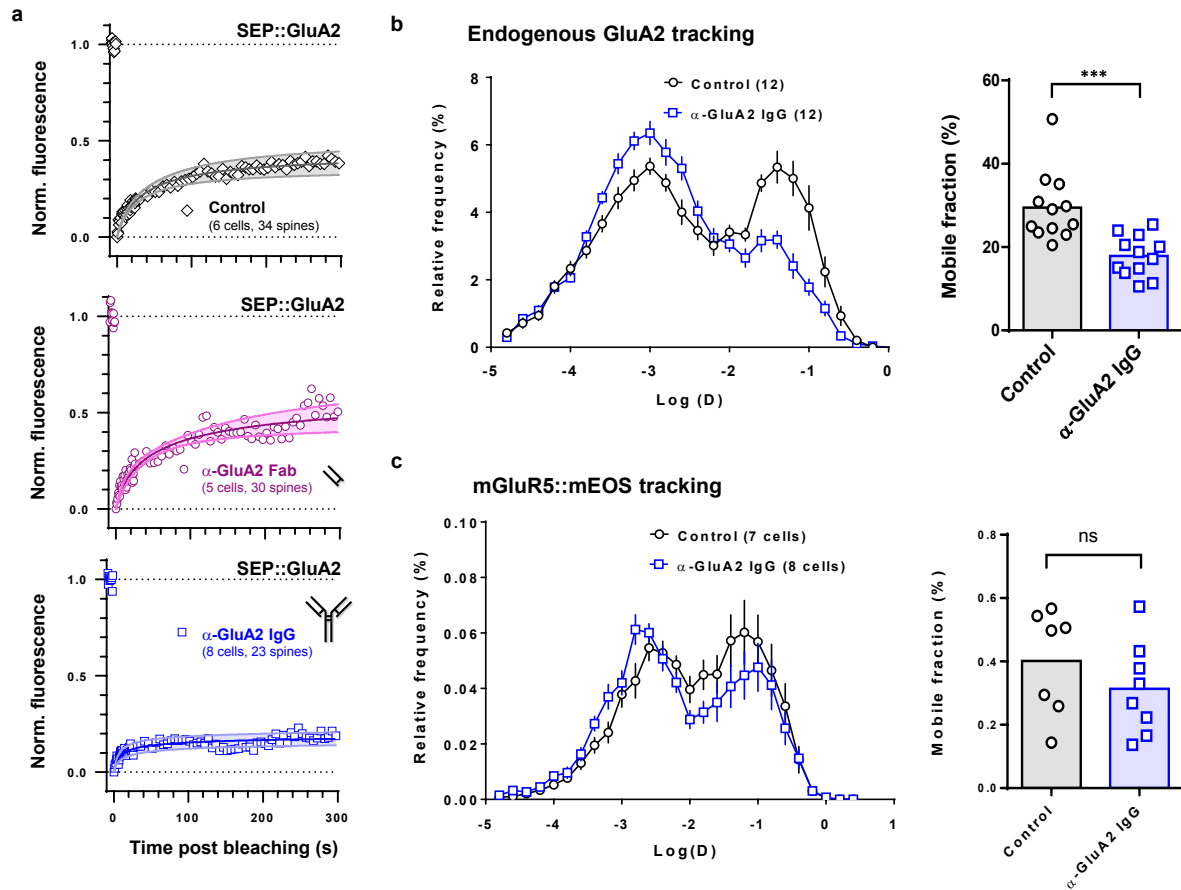 a
SEP::GluA2
1.0
0.5
0.0
Norm. fluorescence
Control
(6 cells, 34 spines)
SEP::GluA2
1.0
0.5
0.0
Norm. fluorescence
α-GluA2 Fab
(5 cells, 30 spines)
SEP::GluA2
1.0
0.5
0.0
Norm. fluorescence
α-GluA2 IgG
(8 cells, 23 spines)
0 100 200 300
Time post bleaching (s)
b
Endogenous GluA2 tracking
Control (12)
α-GluA2 IgG (12)
8
6
4
2
0
Relative frequency (%)
-5 -4 -3 -2 -1 0
Log (D)
***
60
40
20
0
Mobile fraction (%)
Control
α-GluA2 IgG
c
mGluR5::mEOS tracking
Control (7 cells)
α-GluA2 IgG (8 cells)
0.10
0.08
0.06
0.04
0.02
0.00
Relative frequency (%)
-5 -4 -3 -2 -1 0 1
Log(D)
ns
0.8
0.6
0.4
0.2
0.0
Mobile fraction (%)
Control
α-GluA2 IgG